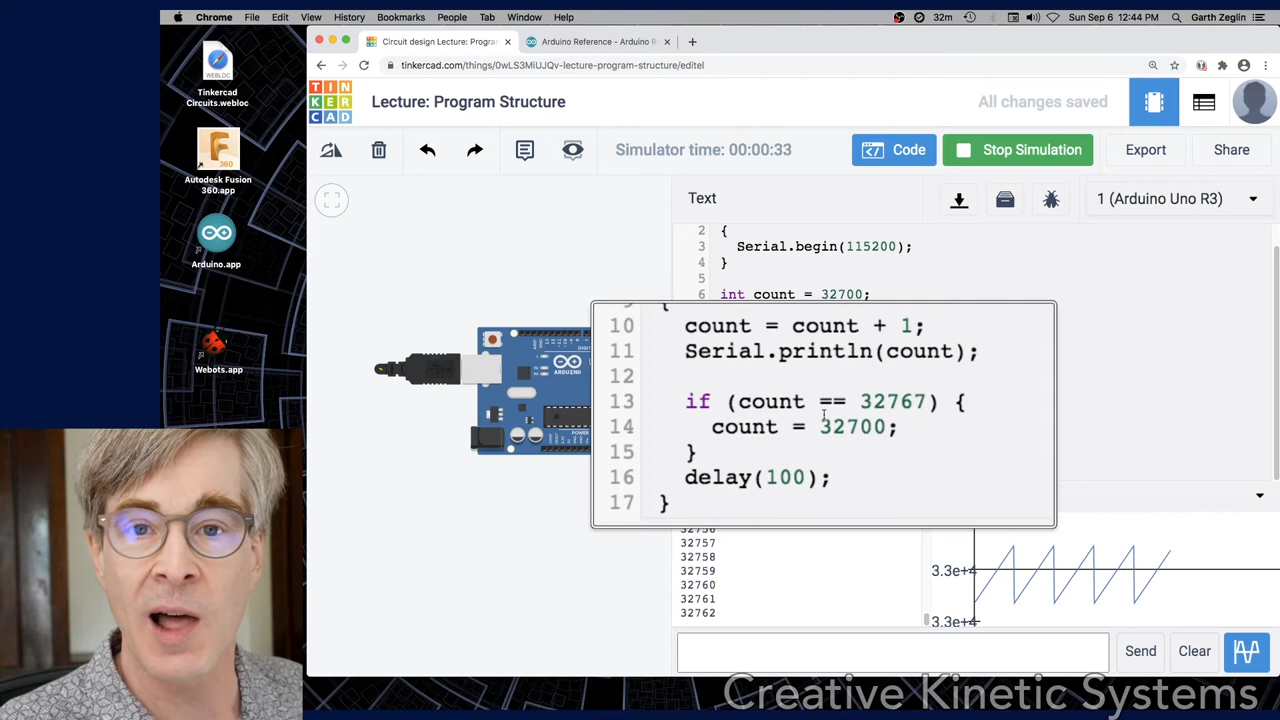 Chrome File Edit View History Bookmarks People Tab Window Help
32m Sun Sep 6 12:44 PM Garth Zeglin
Circuit design Lecture: Progra
Arduino Reference - Arduino R
tinkercad.com/things/0wLS3MiUJQv-lecture-program-structure/editel
TIN
KER
CAD
Lecture: Program Structure
All changes saved
Simulator time: 00:00:33
Code
Stop Simulation
Export
Share
WEBLOC
Tinkercad
Circuits.webloc
360
Autodesk Fusion
360.app
Arduino.app
Webots.app
Text
1 (Arduino Uno R3)
2 {
3 Serial.begin(115200);
4 }
5
6 int count = 32700;
10 count = count + 1;
11 Serial.println(count);
12
13 if (count == 32767) {
14 count = 32700;
15 }
16 delay(100);
17 }
ARDUINO
POWER
32756
32757
32758
32759
32760
32761
32762
3.3e+4
3.3e+4
Send
Clear
Creative Kinetic Systems